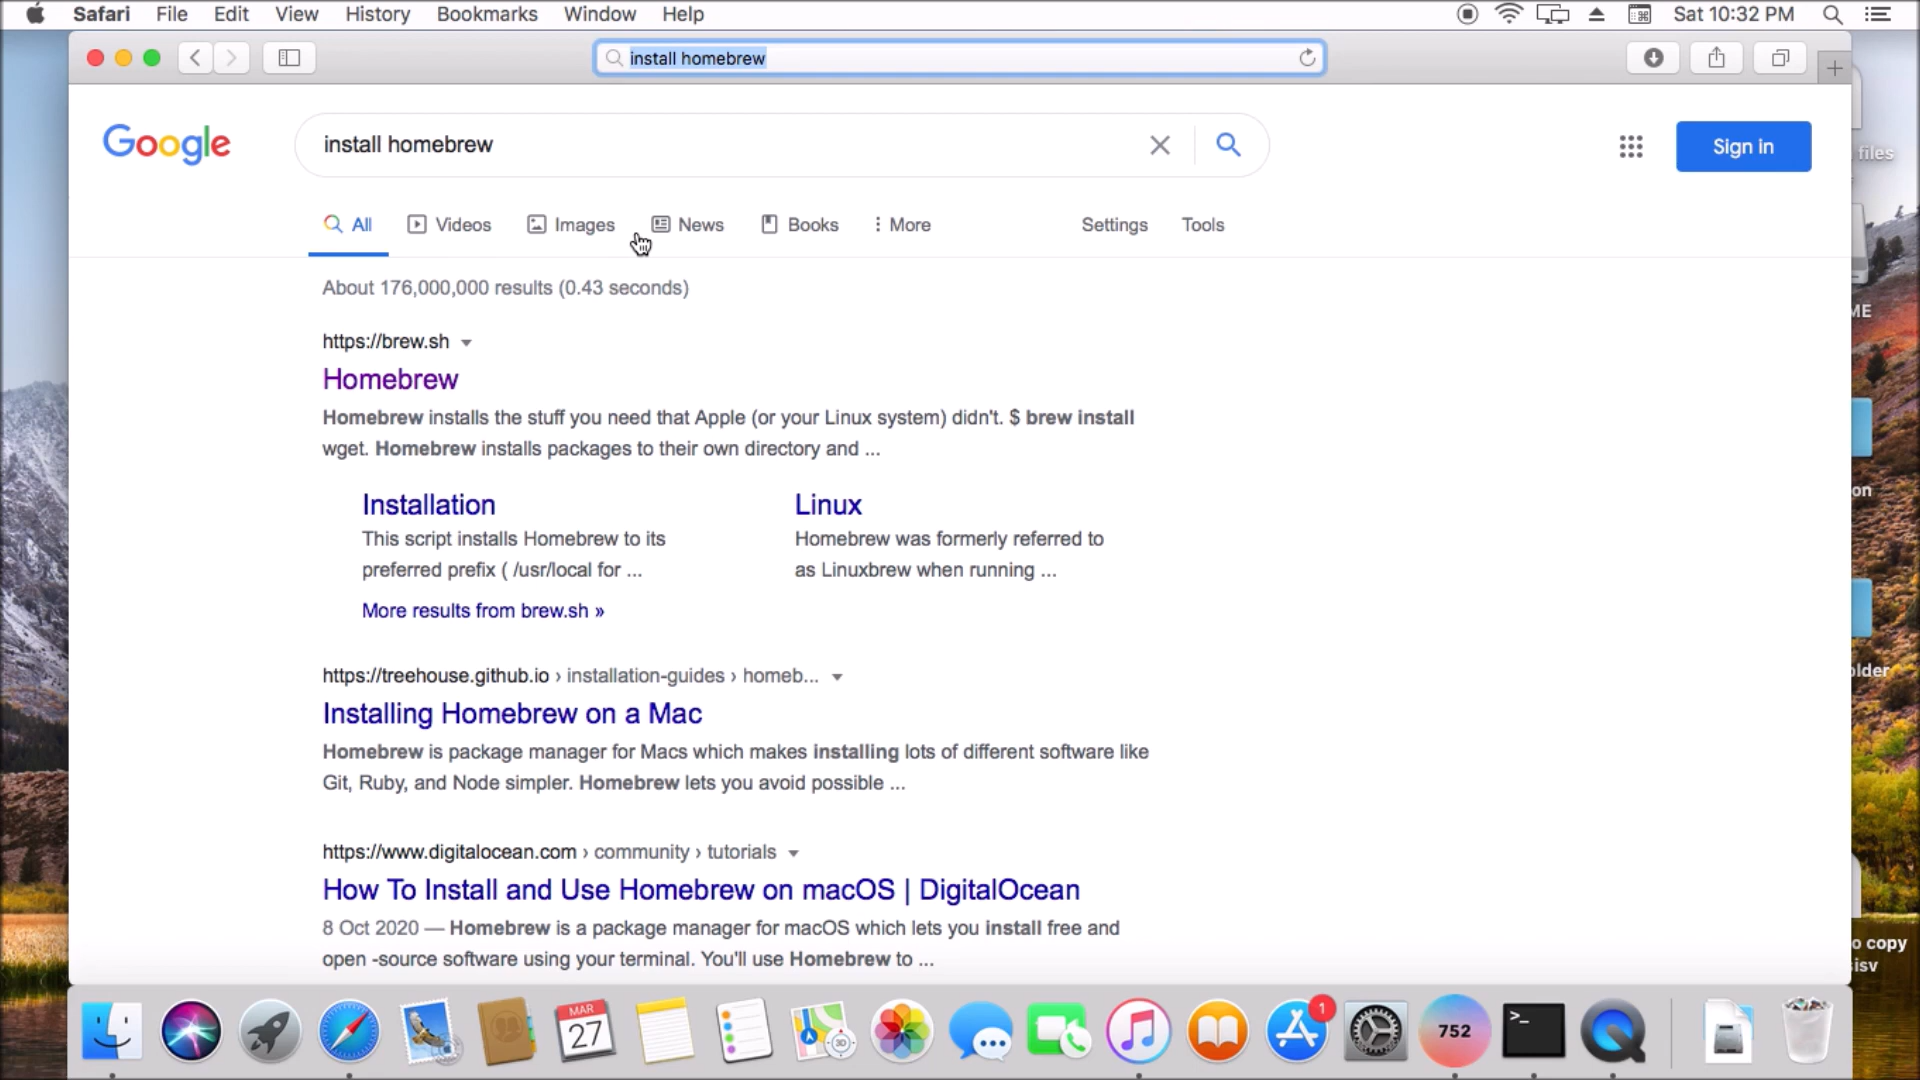 Safari File Edit View History Bookmarks Window Help Sat 10:32 PM
install homebrew
Google install homebrew Sign in
All Videos Images News Books More Settings Tools
About 176,000,000 results (0.43 seconds)
https://brew.sh
Homebrew
Homebrew installs the stuff you need that Apple (or your Linux system) didn't. $ brew install
wget. Homebrew installs packages to their own directory and ...
Installation
This script installs Homebrew to its
preferred prefix ( /usr/local for ...
Linux
Homebrew was formerly referred to
as Linuxbrew when running ...
More results from brew.sh »
https://treehouse.github.io › installation-guides › homeb...
Installing Homebrew on a Mac
Homebrew is package manager for Macs which makes installing lots of different software like
Git, Ruby, and Node simpler. Homebrew lets you avoid possible ...
https://www.digitalocean.com › community › tutorials
How To Install and Use Homebrew on macOS | DigitalOcean
8 Oct 2020 — Homebrew is a package manager for macOS which lets you install free and
open -source software using your terminal. You'll use Homebrew to ...
files
ME
on
older
o copy
isv
MAR
27
3D
1
752
>_